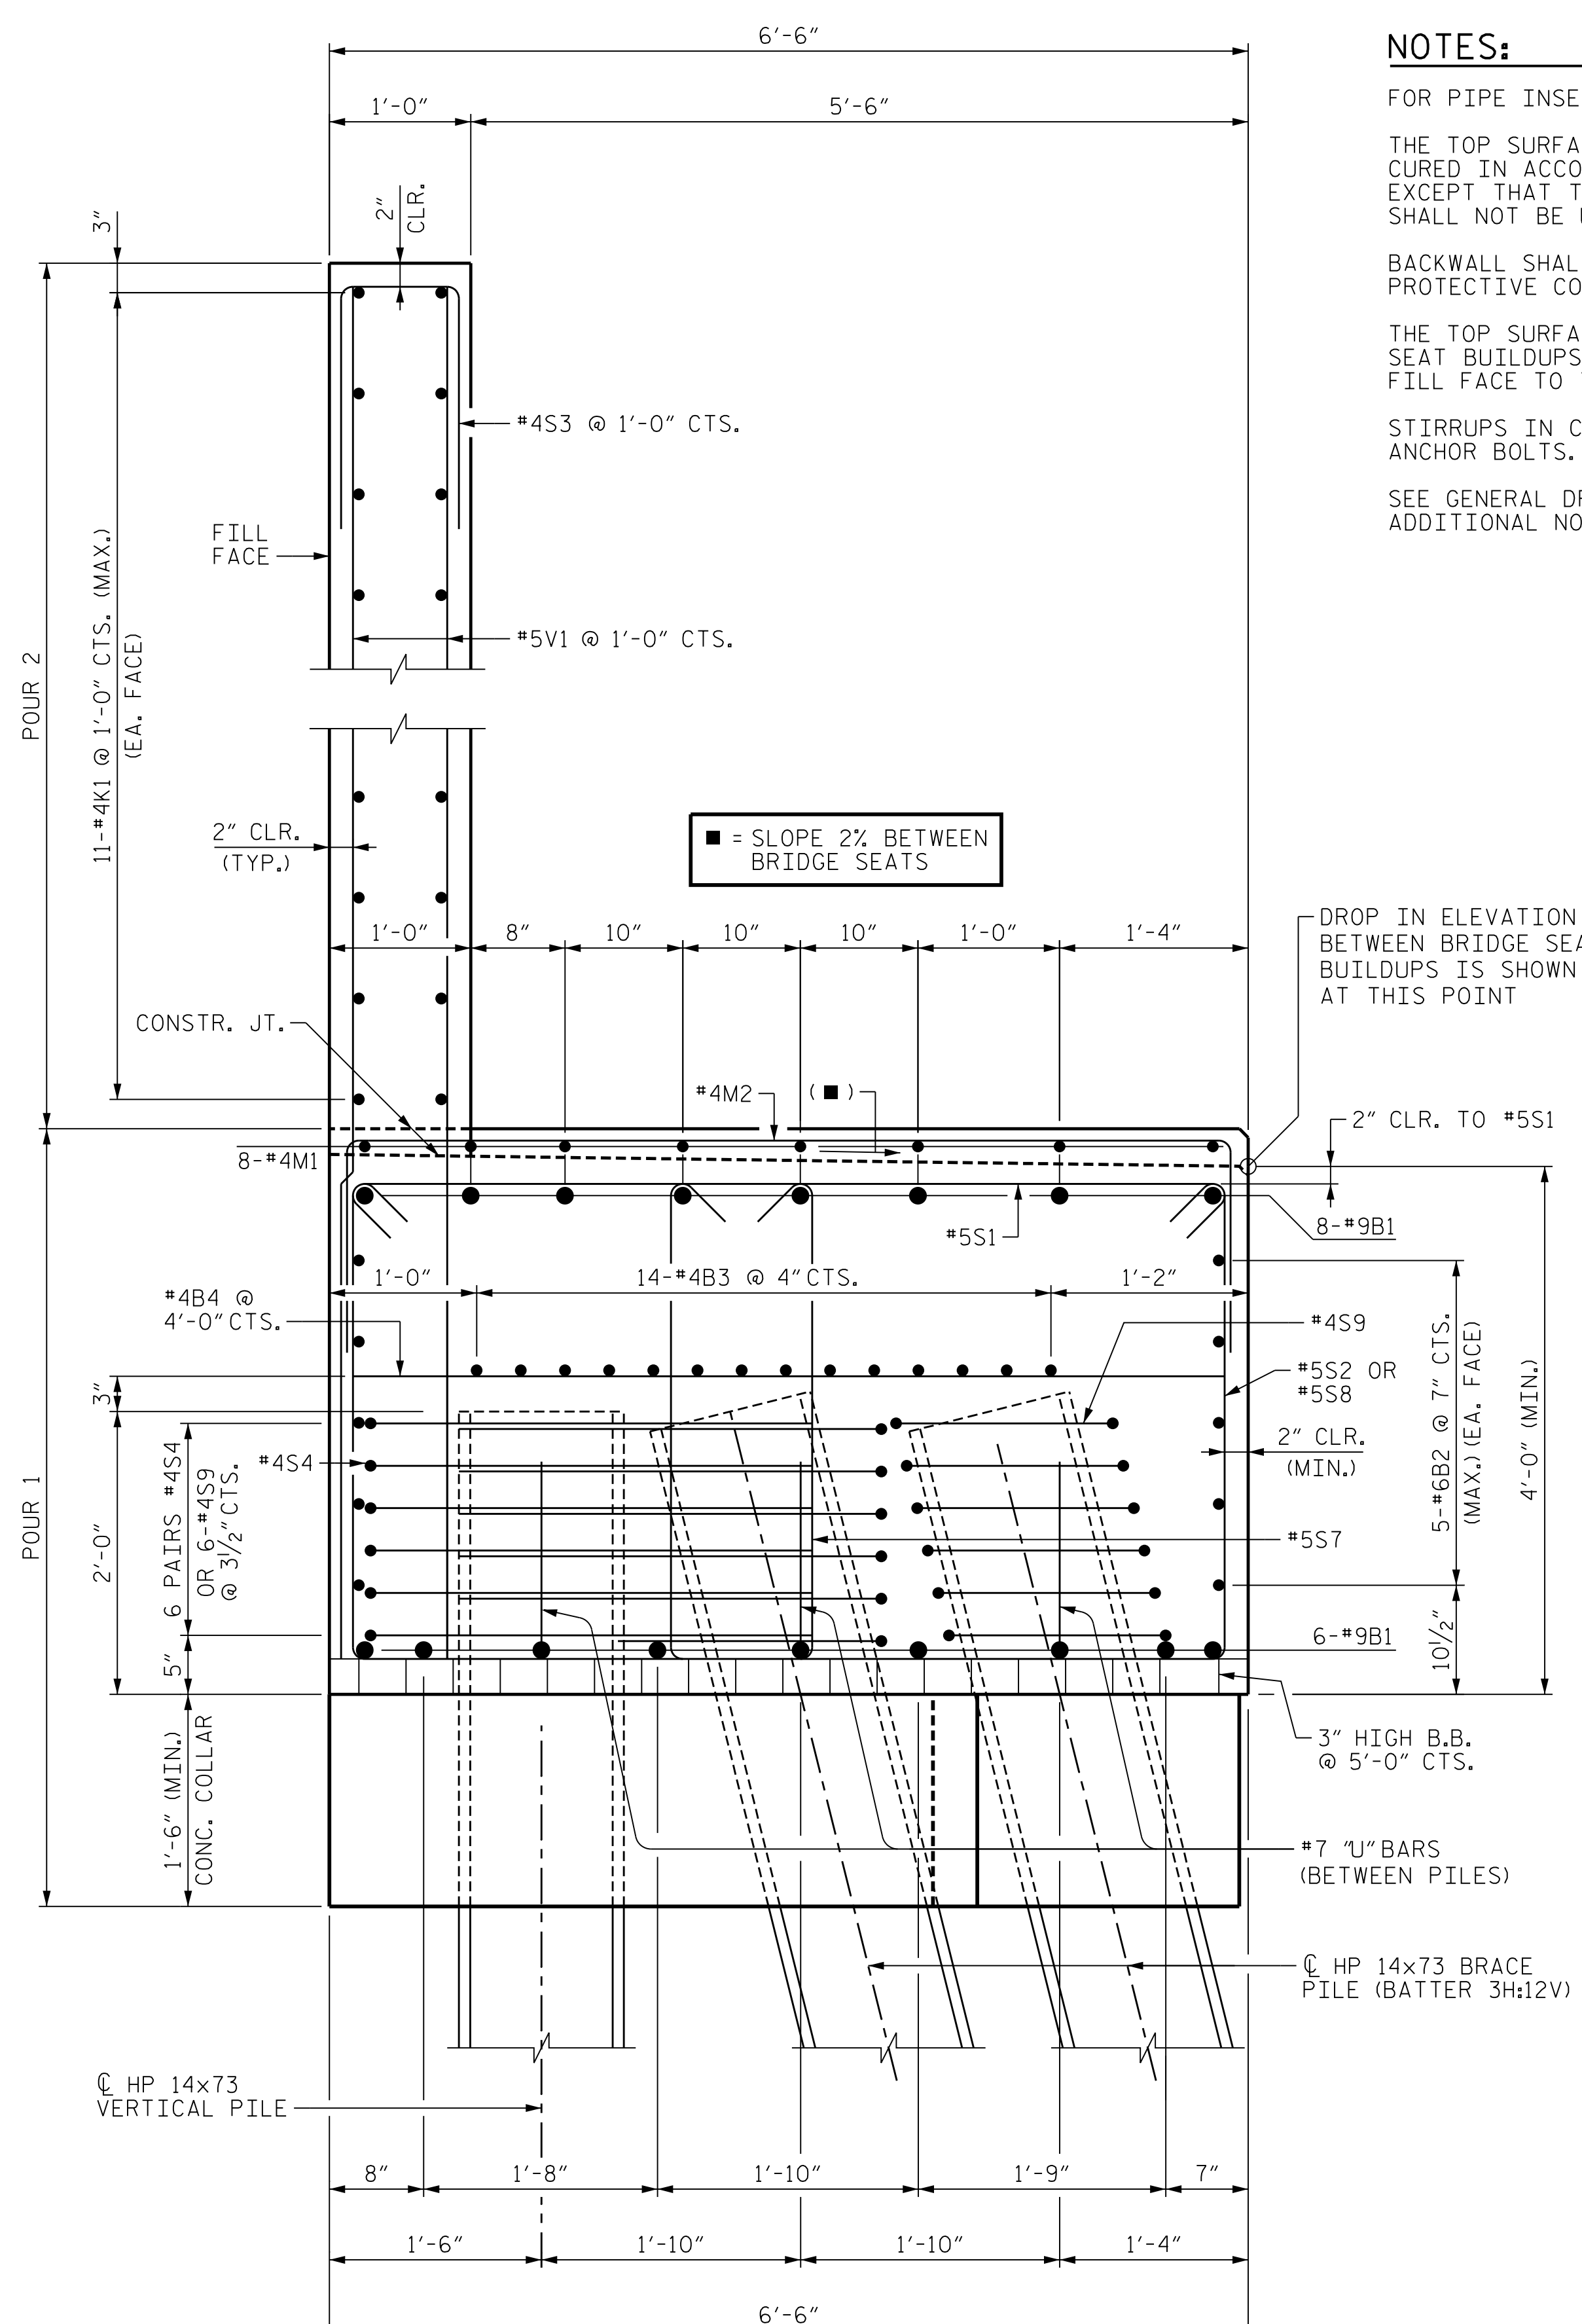 6'-6"
1'-0"
5'-6"
3"
2"
CLR.
NOTES:
FOR PIPE INSE
THE TOP SURFA
CURED IN ACCO
EXCEPT THAT T
SHALL NOT BE
BACKWALL SHAL
PROTECTIVE CO
THE TOP SURFA
SEAT BUILDUPS
FILL FACE TO
STIRRUPS IN C
ANCHOR BOLTS.
SEE GENERAL DR
ADDITIONAL NO
#4S3 @ 1'-0" CTS.
FILL
FACE
#5V1 @ 1'-0" CTS.
POUR 2
11-#4K1 @ 1'-0" CTS. (MAX.)
(EA. FACE)
2" CLR.
(TYP.)
■ = SLOPE 2% BETWEEN
BRIDGE SEATS
1'-0"
8"
10"
10"
10"
1'-0"
1'-4"
DROP IN ELEVATION
BETWEEN BRIDGE SEA
BUILDUPS IS SHOWN
AT THIS POINT
CONSTR. JT.
#4M2
(■)
2" CLR. TO #5S1
8-#4M1
8-#9B1
#5S1
1'-0"
14-#4B3 @ 4" CTS.
1'-2"
#4B4 @
4'-0" CTS.
#4S9
#5S2 OR
#5S8
2" CLR.
(MIN.)
5-#6B2 @ 7" CTS.
(MAX.) (EA. FACE)
4'-0" (MIN.)
3"
2'-0"
6 PAIRS #4S4
OR 6-#4S9
@ 3½" CTS.
#4S4
#5S7
POUR 1
5"
6-#9B1
10½"
1'-6" (MIN.)
CONC. COLLAR
3" HIGH B.B.
@ 5'-0" CTS.
#7 "U" BARS
(BETWEEN PILES)
℄ HP 14x73 BRACE
PILE (BATTER 3H:12V)
℄ HP 14x73
VERTICAL PILE
8"
1'-8"
1'-10"
1'-9"
7"
1'-6"
1'-10"
1'-10"
1'-4"
6'-6"